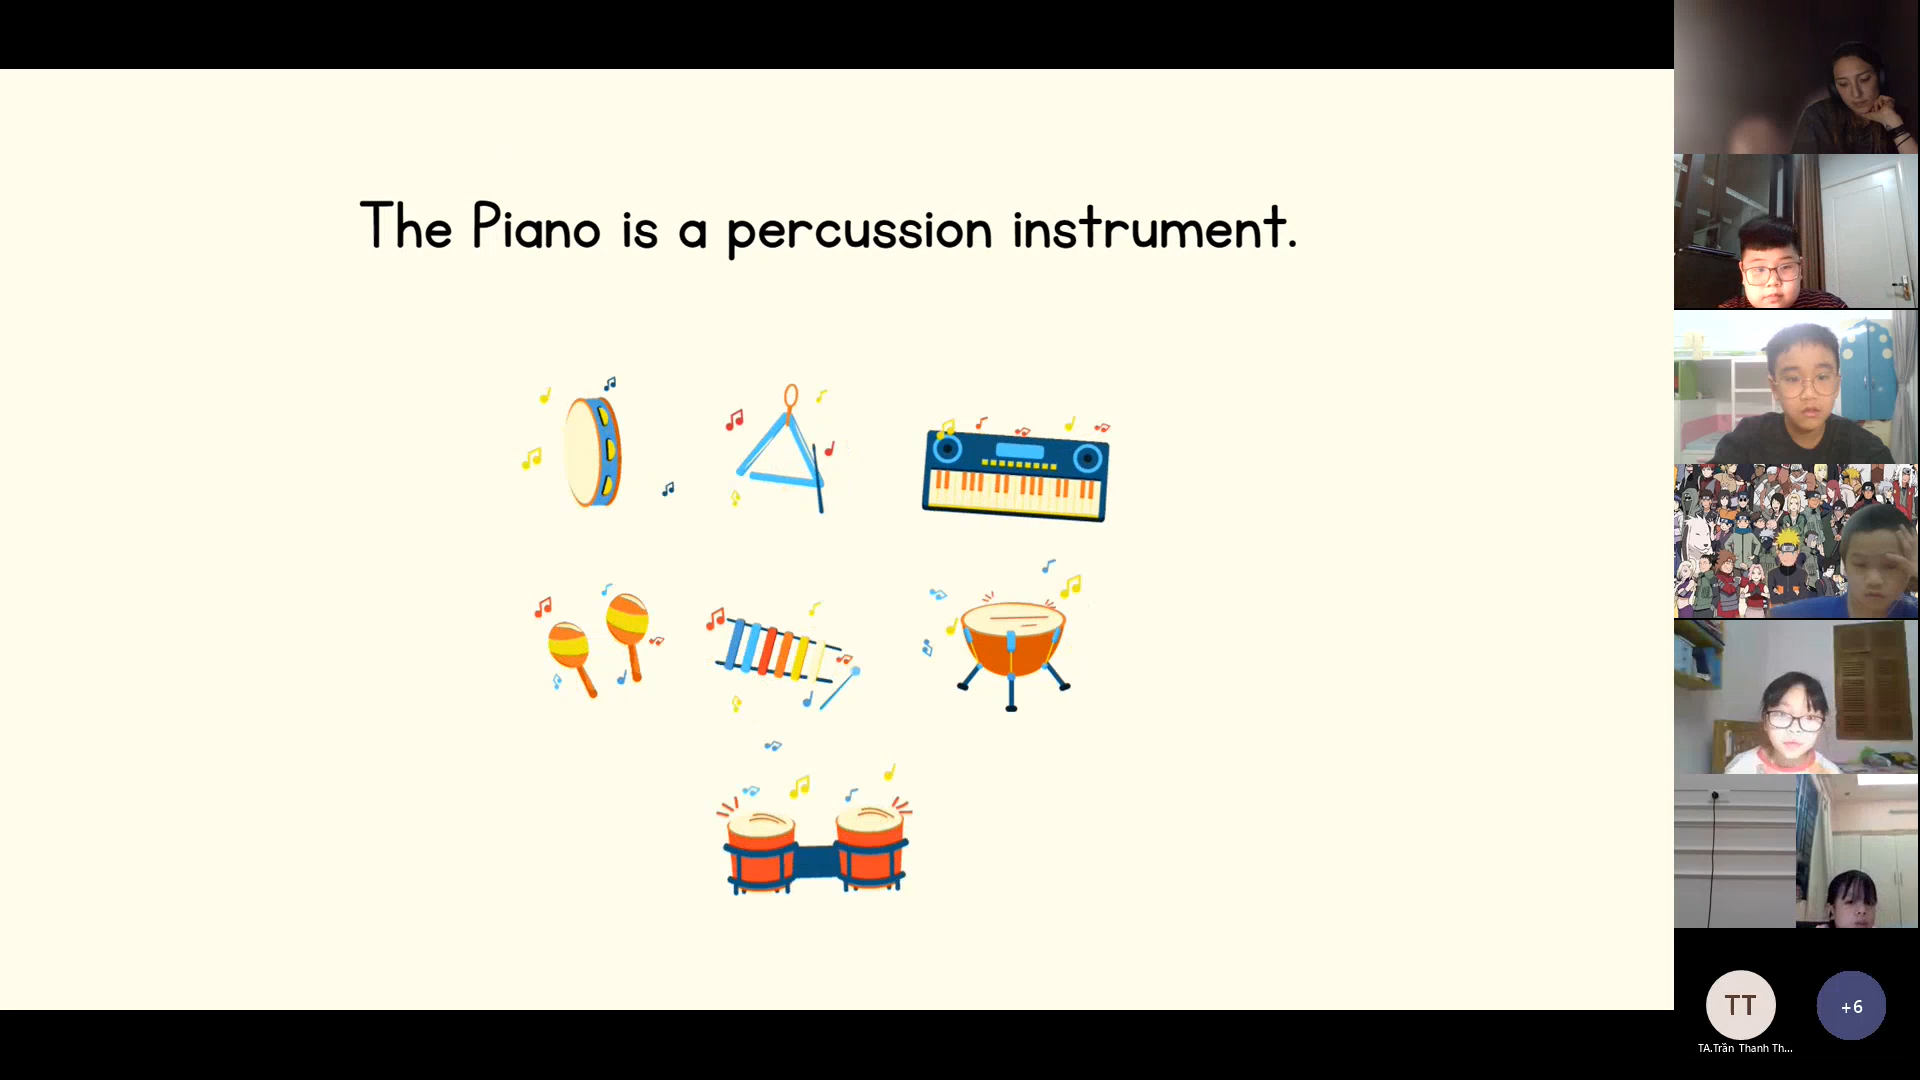 The Piano is a percussion instrument.
TT
+6
TA.Trần Thanh Th...